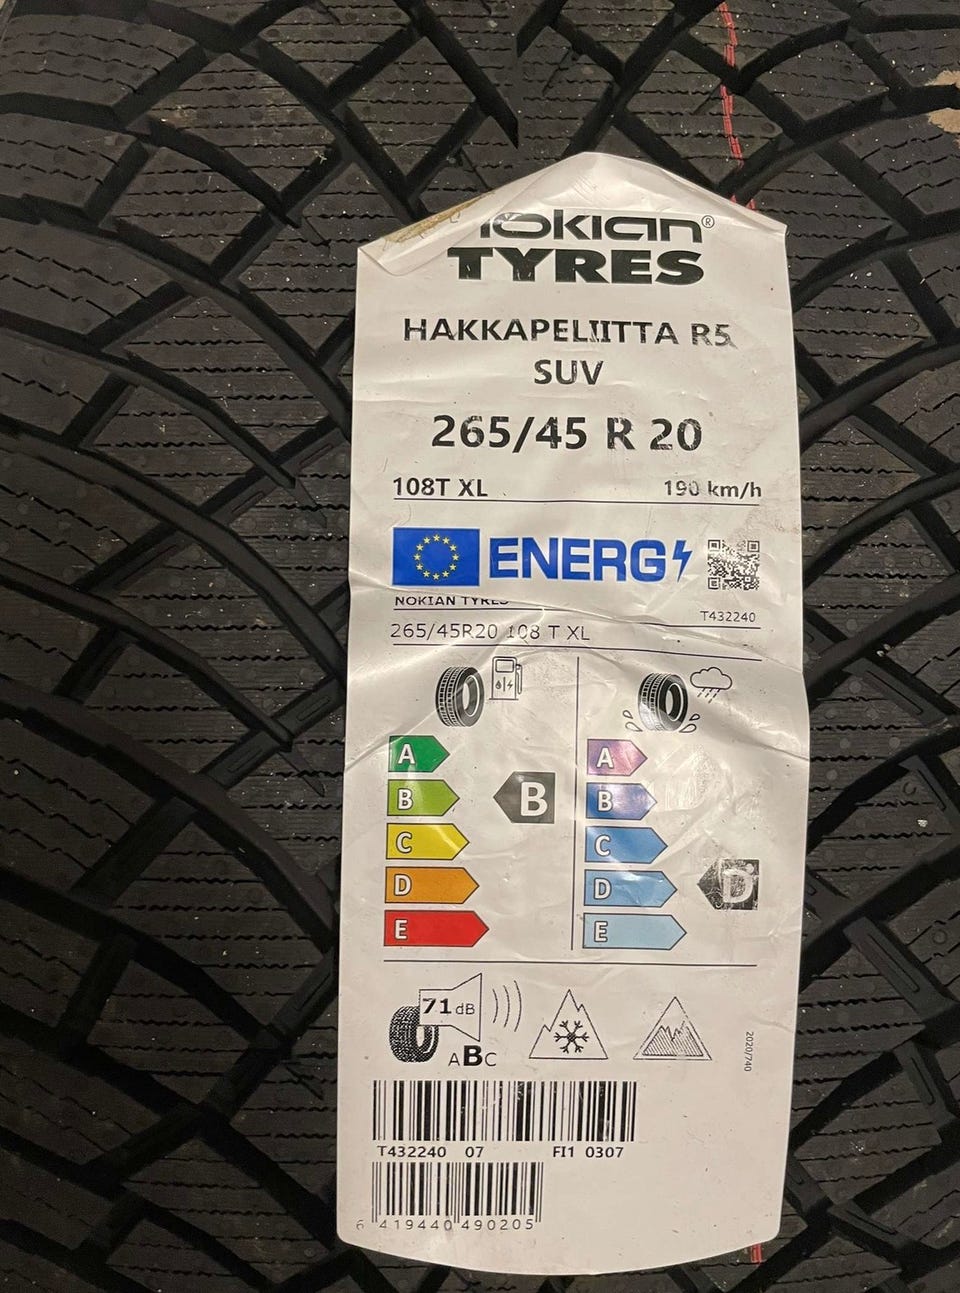 nokian®
TYRES
HAKKAPELIITTA R5
SUV
265/45 R 20
108T XL 190 km/h
ENERG
NOKIAN TYRES T432240
265/45R20 108 T XL
A A
B B B
C C
D D D
E E
71 dB
ABC
2020/740
T432240 07 FI1 0307
6 419440 490205